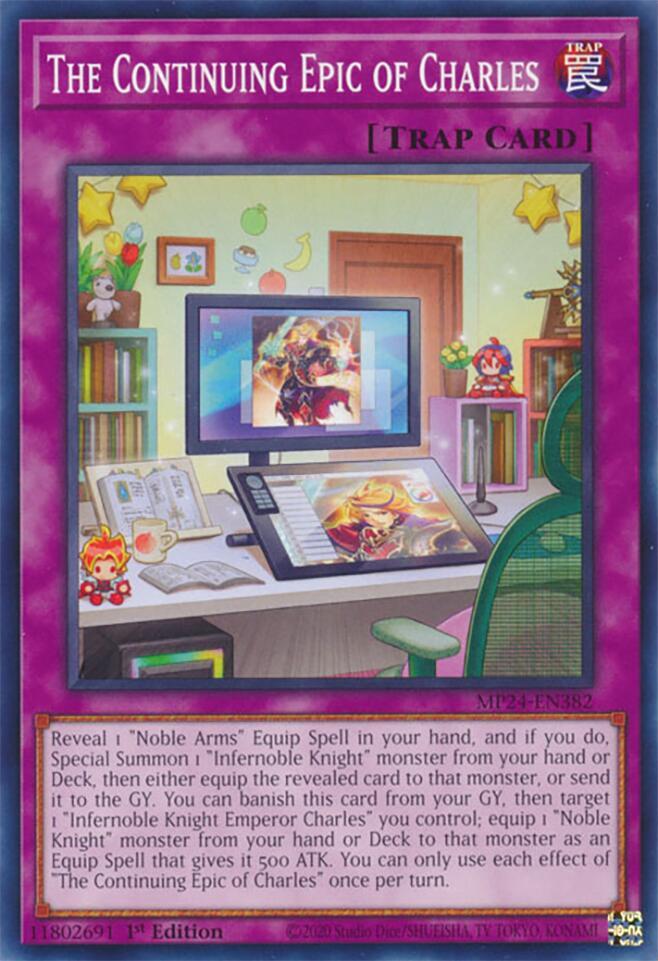 THE CONTINUING EPIC OF CHARLES
TRAP
罠
[TRAP CARD]
MP24-EN382
Reveal 1 "Noble Arms" Equip Spell in your hand, and if you do,
Special Summon 1 "Infernoble Knight" monster from your hand or
Deck, then either equip the revealed card to that monster, or send
it to the GY. You can banish this card from your GY, then target
1 "Infernoble Knight Emperor Charles" you control; equip 1 "Noble
Knight" monster from your hand or Deck to that monster as an
Equip Spell that gives it 500 ATK. You can only use each effect of
"The Continuing Epic of Charles" once per turn.
11802691 1st Edition
©2020 Studio Dice/SHUEISHA, TV TOKYO, KONAMI